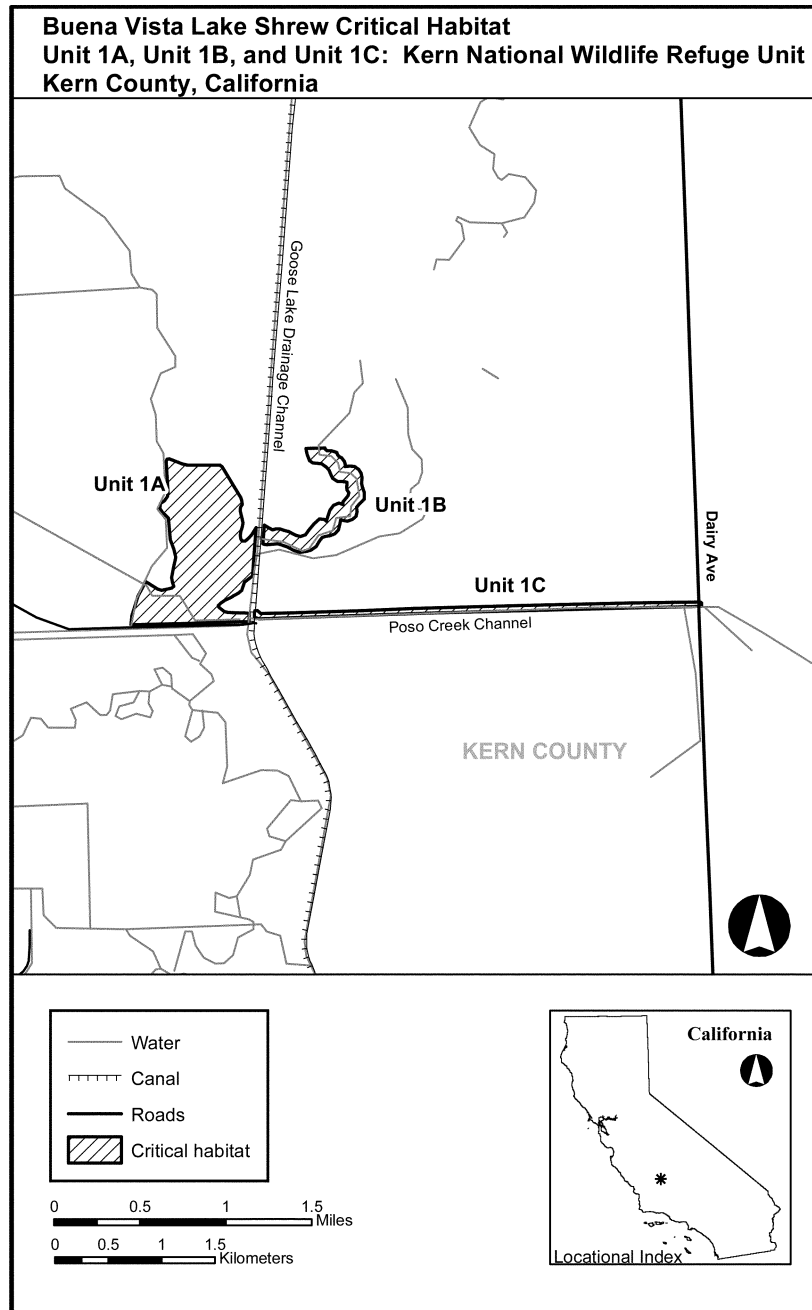 Buena Vista Lake Shrew Critical Habitat
Unit 1A, Unit 1B, and Unit 1C: Kern National Wildlife Refuge Unit
Kern County, California
Goose Lake Drainage Channel
Unit 1A
Unit 1B
Dairy Ave
Unit 1C
Poso Creek Channel
KERN COUNTY
Water
Canal
Roads
Critical habitat
0 0.5 1 1.5
Miles
0 0.5 1 1.5
Kilometers
California
Locational Index